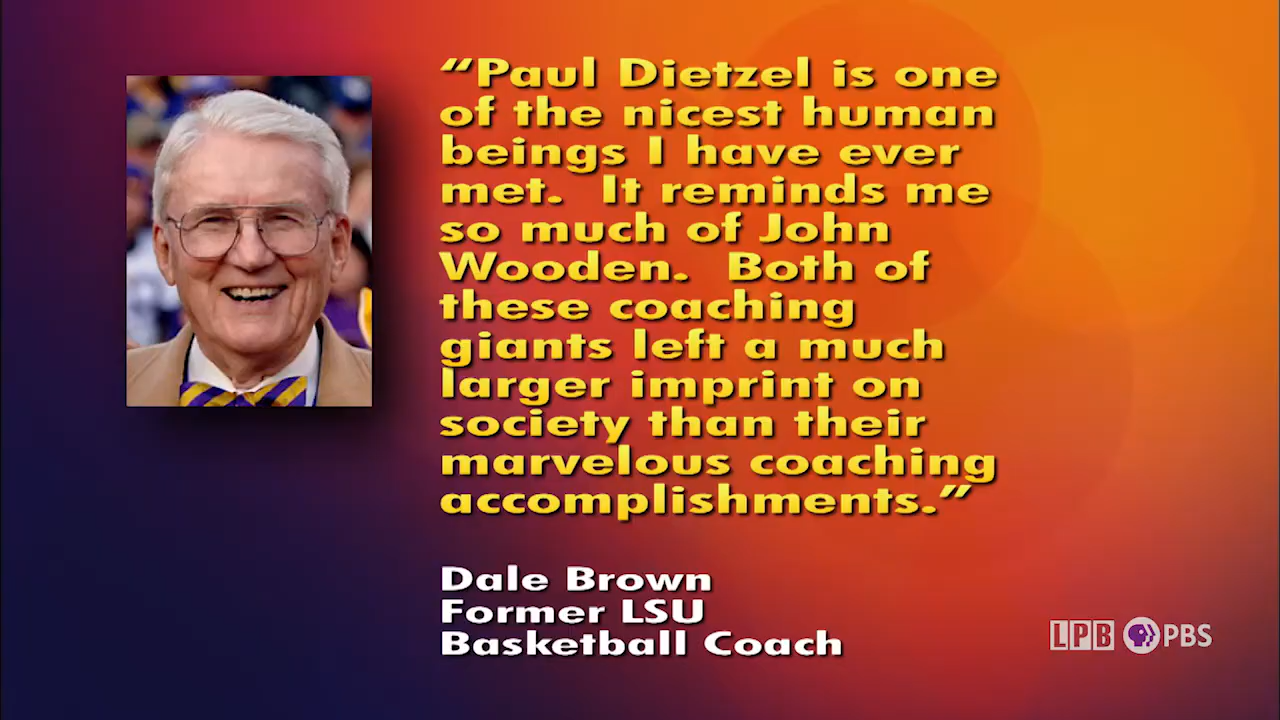 “Paul Dietzel is one
of the nicest human
beings I have ever
met.  It reminds me
so much of John
Wooden.  Both of
these coaching
giants left a much
larger imprint on
society than their
marvelous coaching
accomplishments.”
Dale Brown
Former LSU
Basketball Coach
LPB PBS